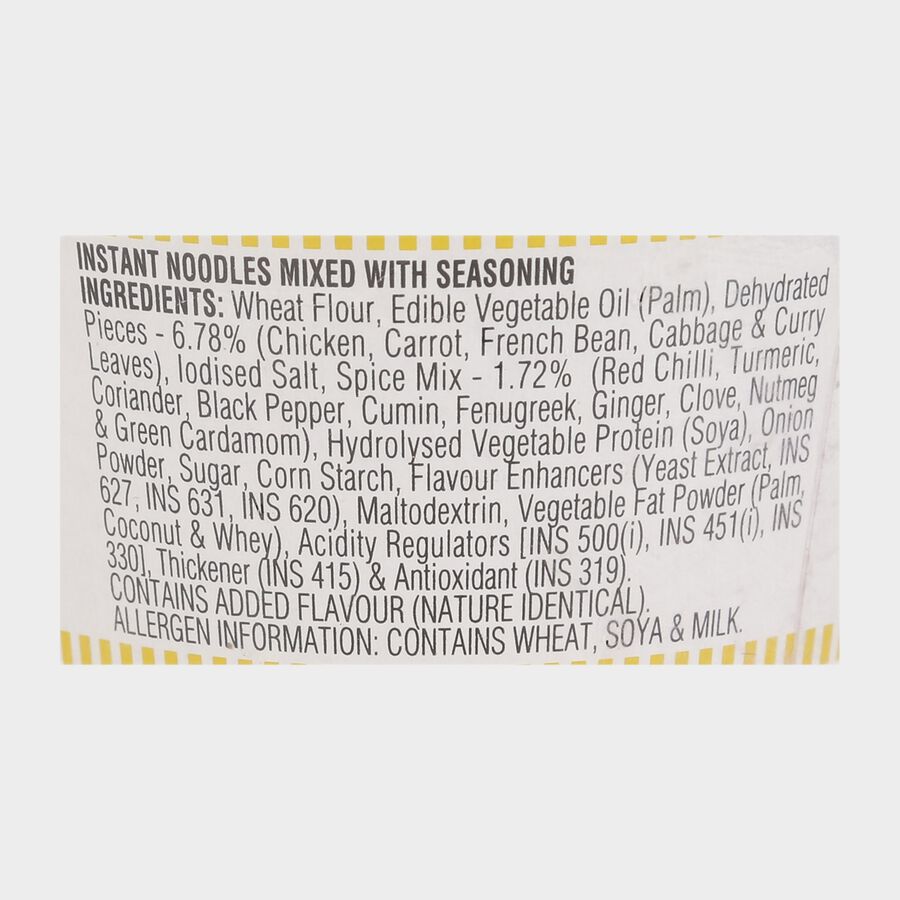 INSTANT NOODLES MIXED WITH SEASONING
INGREDIENTS: Wheat Flour, Edible Vegetable Oil (Palm), Dehydrated
Pieces - 6.78% (Chicken, Carrot, French Bean, Cabbage & Curry
Leaves), Iodised Salt, Spice Mix - 1.72% (Red Chilli, Turmeric,
Coriander, Black Pepper, Cumin, Fenugreek, Ginger, Clove, Nutmeg
& Green Cardamom), Hydrolysed Vegetable Protein (Soya), Onion
Powder, Sugar, Corn Starch, Flavour Enhancers (Yeast Extract, INS
627, INS 631, INS 620), Maltodextrin, Vegetable Fat Powder (Palm,
Coconut & Whey), Acidity Regulators [INS 500(i), INS 451(i), INS
330], Thickener (INS 415) & Antioxidant (INS 319).
CONTAINS ADDED FLAVOUR (NATURE IDENTICAL).
ALLERGEN INFORMATION: CONTAINS WHEAT, SOYA & MILK.